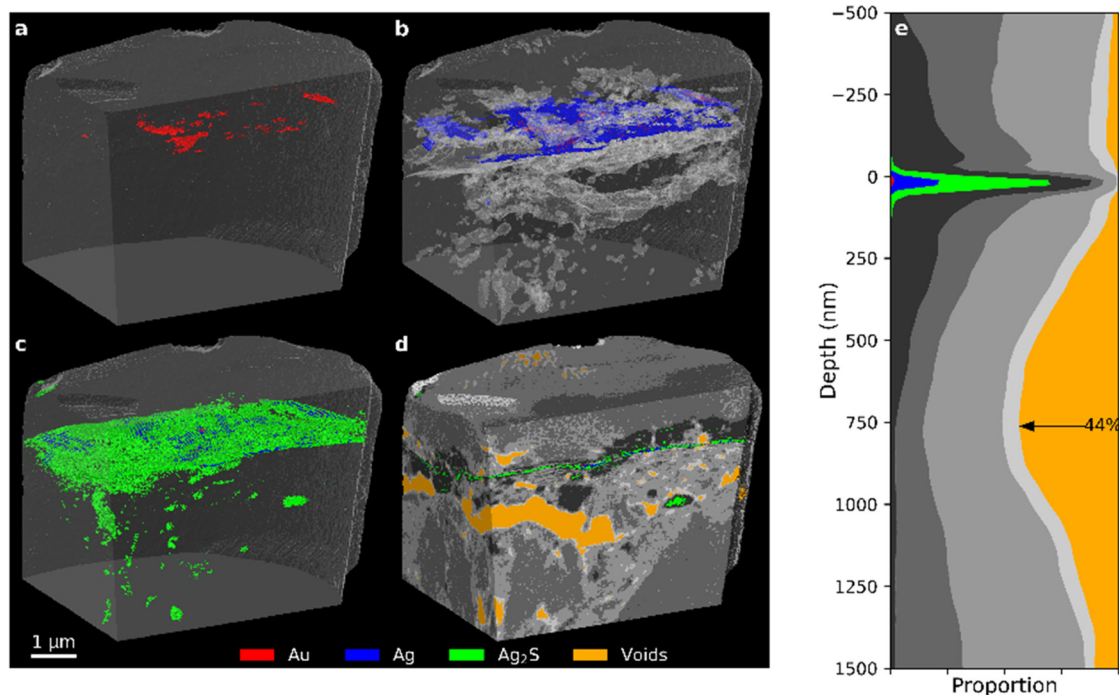 a
b
c
d
1 µm
Au
Ag
Ag₂S
Voids
e
−500
−250
0
250
500
750
1000
1250
1500
Depth (nm)
44%
Proportion